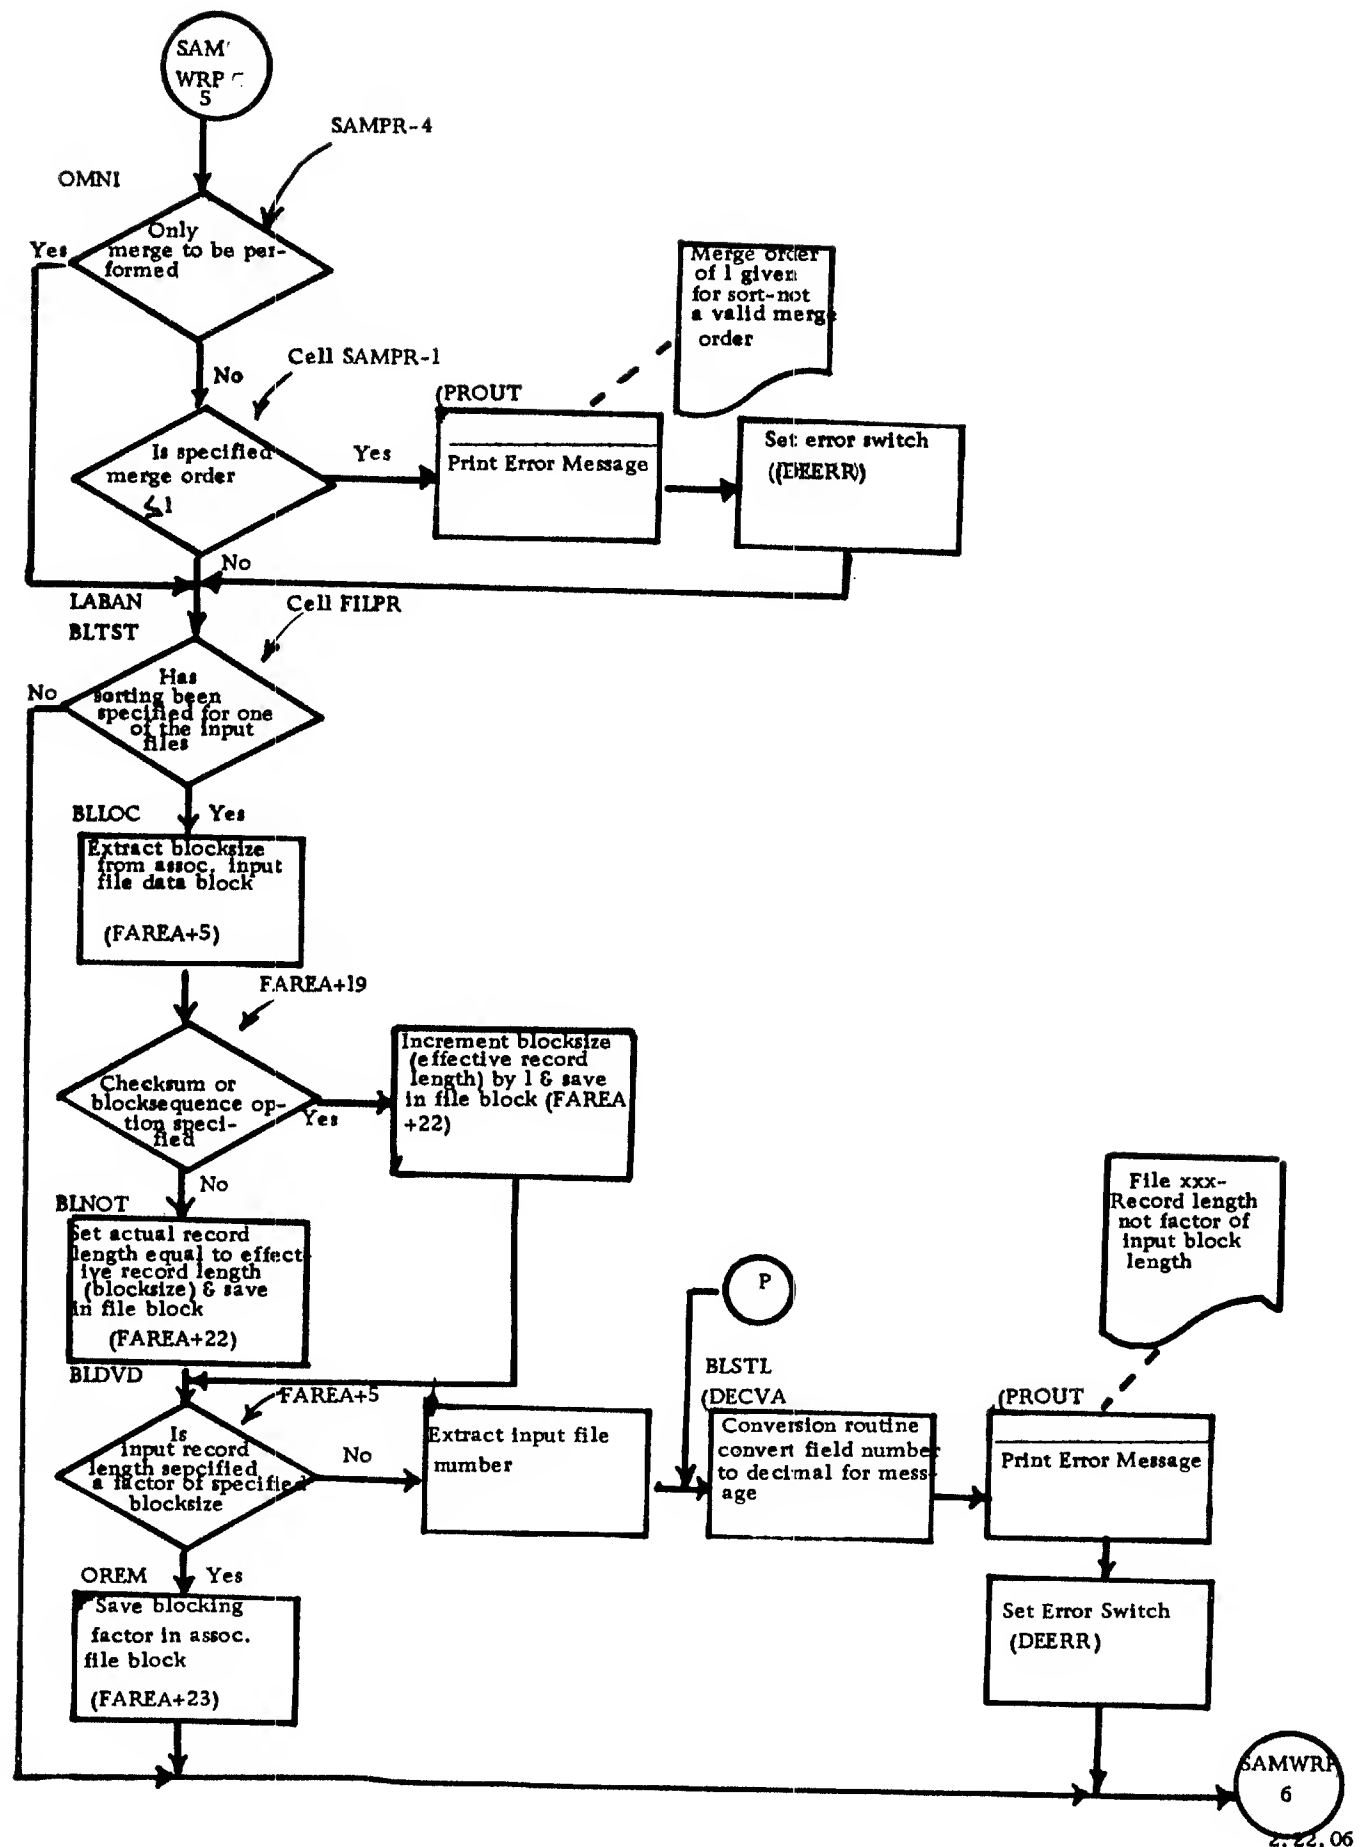 SAM
WRP
5
SAMPR-4
OMNI
Only
merge to be per-
formed
Yes
No
Merge order
of 1 given
for sort-not
a valid merge
order
Cell SAMPR-1
Is specified
merge order
≤1
Yes
No
(PROUT
Print Error Message
Set error switch
((DEERR)
LABAN
BLTST
Cell FILPR
Has
sorting been
specified for one
of the input
files
No
BLLOC
Yes
Extract blocksize
from assoc. input
file data block
(FAREA+5)
FAREA+19
Checksum or
blocksequence op-
tion speci-
fied
Yes
No
Increment blocksize
(effective record
length) by 1 & save
in file block (FAREA
+22)
BLNOT
Set actual record
length equal to effect-
ive record length
(blocksize) & save
in file block
(FAREA+22)
BLDVD
FAREA+5
Is
input record
length sepcified
a factor of specified
blocksize
No
Extract input file
number
P
BLSTL
(DECVA
Conversion routine
convert field number
to decimal for mess-
age
File xxx-
Record length
not factor of
input block
length
(PROUT
Print Error Message
Set Error Switch
(DEERR)
OREM
Yes
Save blocking
factor in assoc.
file block
(FAREA+23)
SAMWRP
6
2.22.06